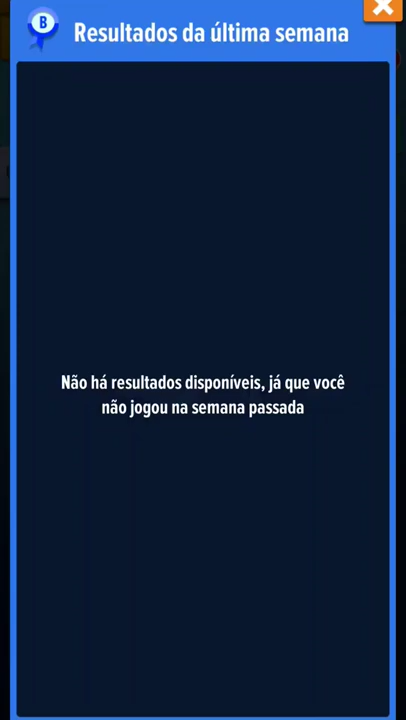 B
Resultados da última semana
Não há resultados disponíveis, já que você
não jogou na semana passada